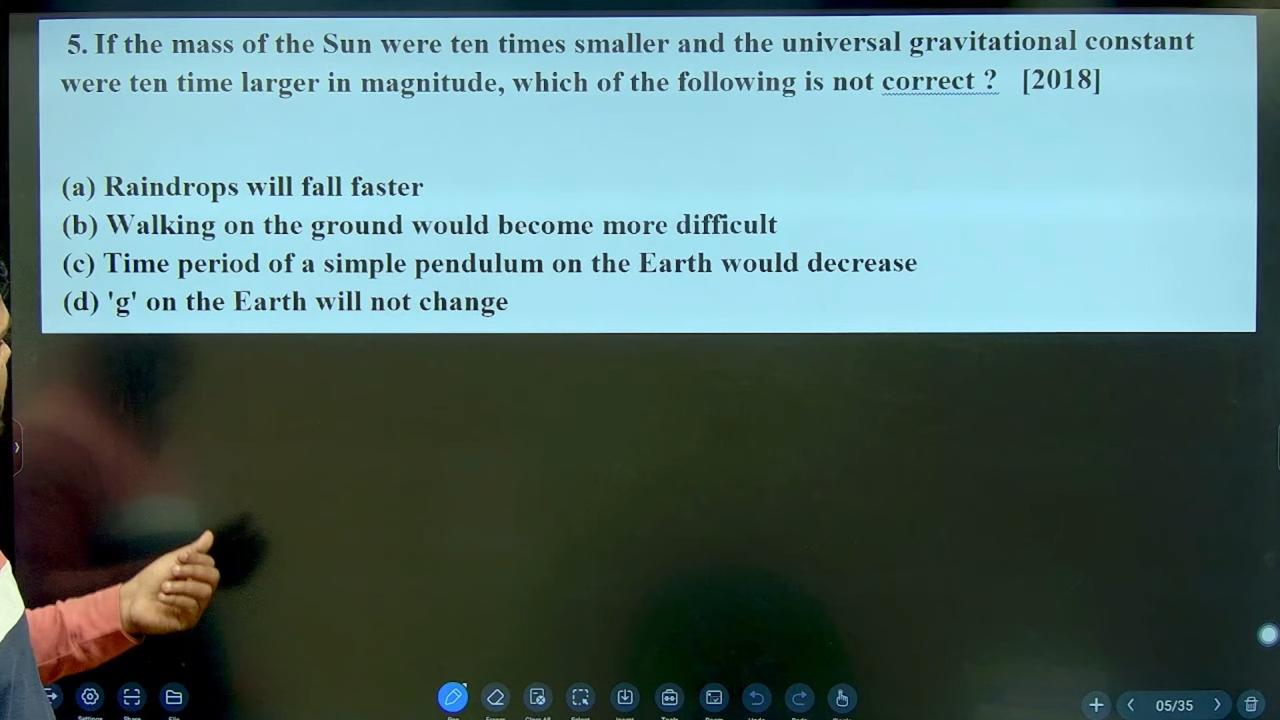 5. If the mass of the Sun were ten times smaller and the universal gravitational constant
were ten time larger in magnitude, which of the following is not correct ? [2018]
(a) Raindrops will fall faster
(b) Walking on the ground would become more difficult
(c) Time period of a simple pendulum on the Earth would decrease
(d) 'g' on the Earth will not change
05/35